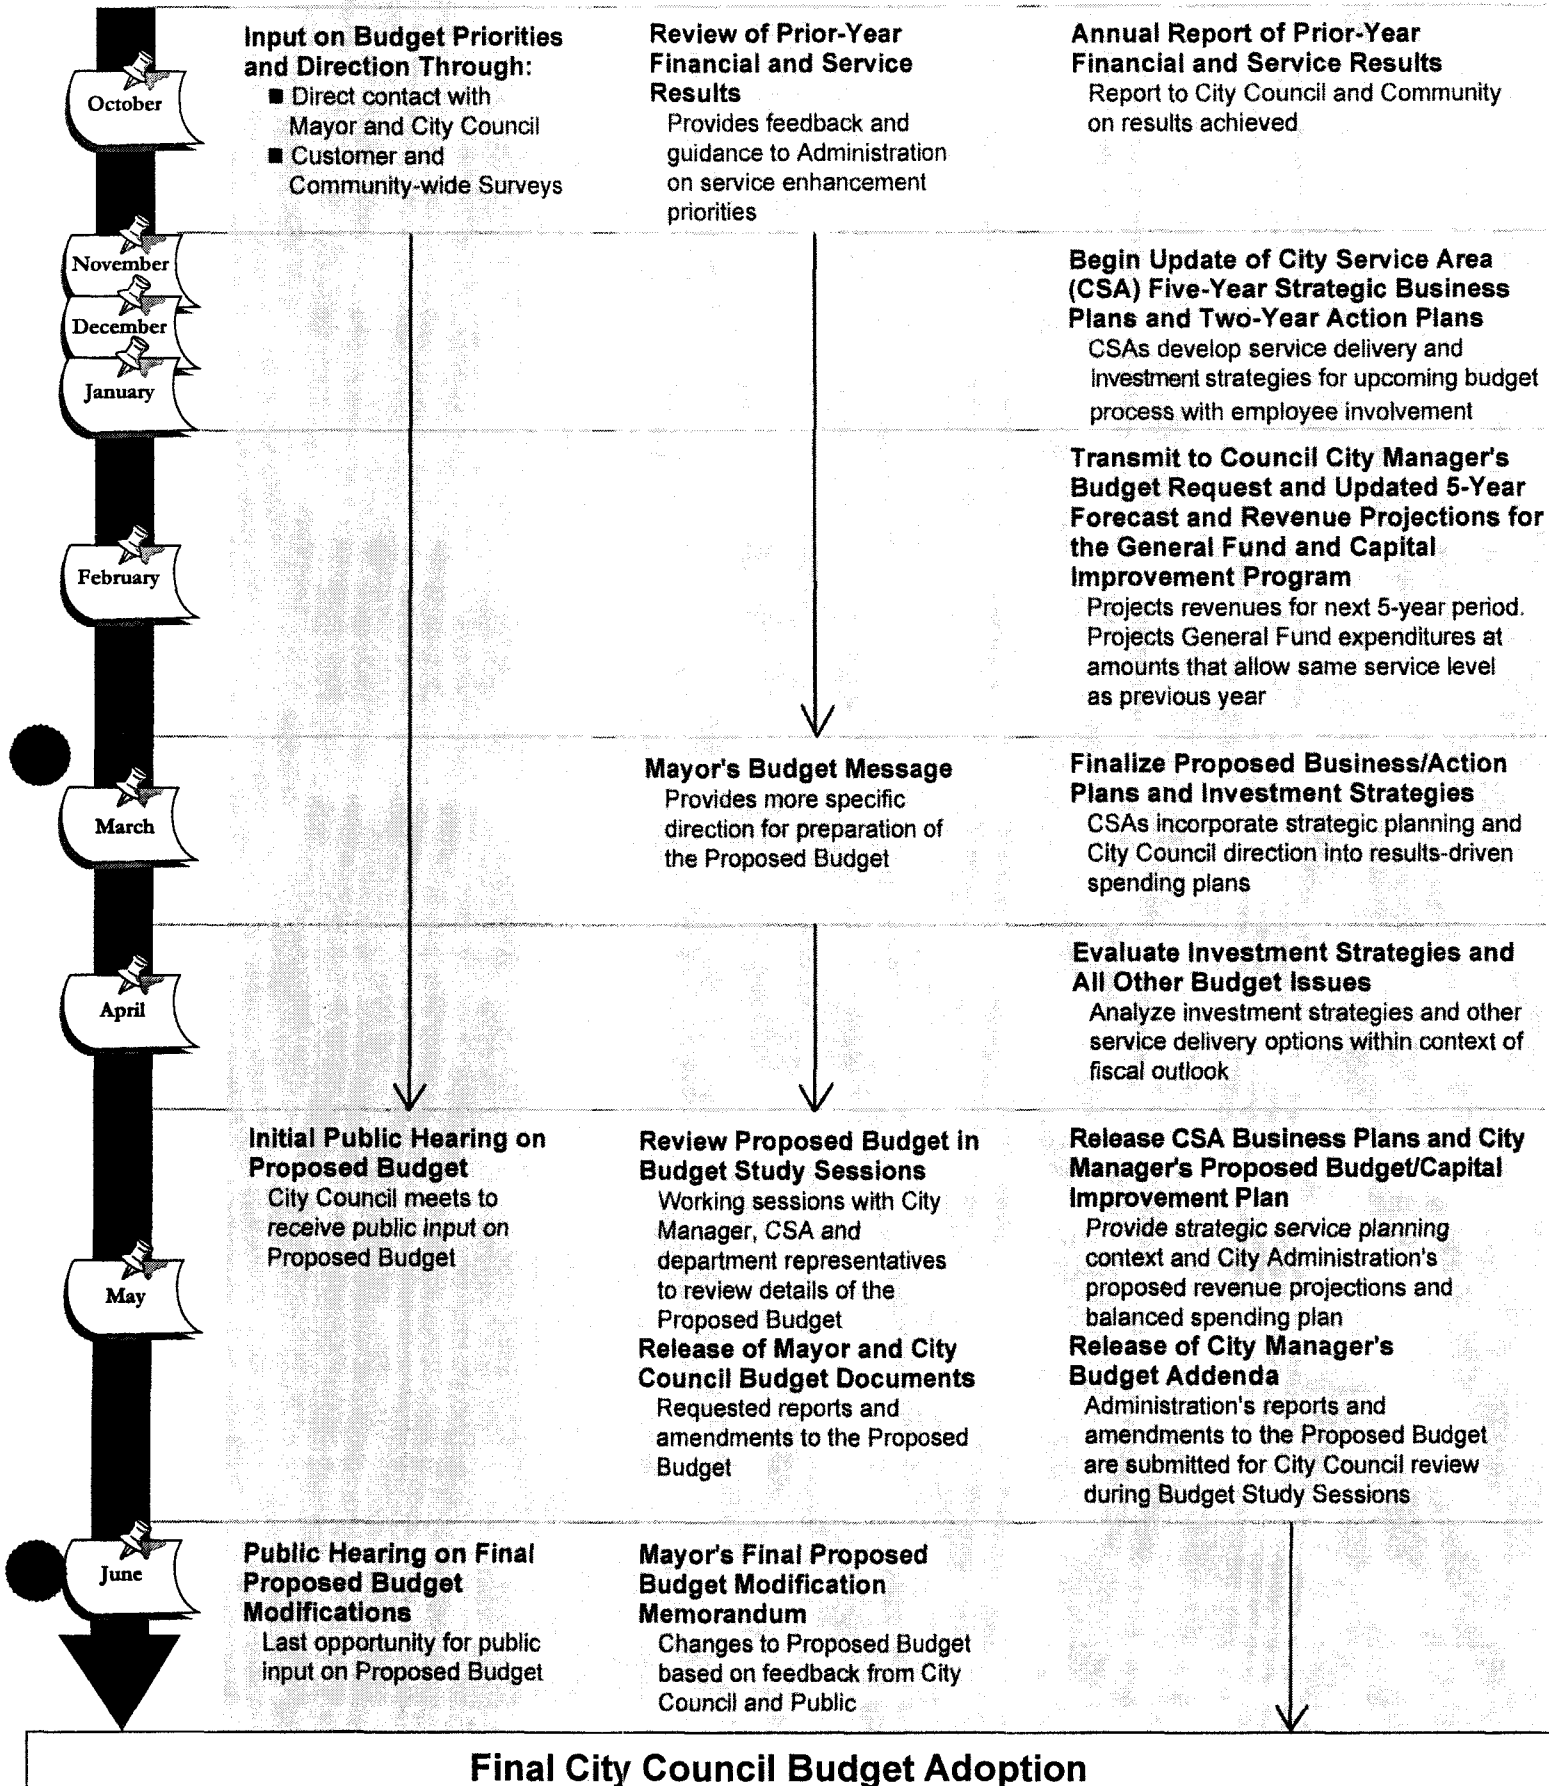 October
Input on Budget Priorities
and Direction Through:
■ Direct contact with
Mayor and City Council
■ Customer and
Community-wide Surveys
Review of Prior-Year
Financial and Service
Results
Provides feedback and
guidance to Administration
on service enhancement
priorities
Annual Report of Prior-Year
Financial and Service Results
Report to City Council and Community
on results achieved
November
December
January
Begin Update of City Service Area
(CSA) Five-Year Strategic Business
Plans and Two-Year Action Plans
CSAs develop service delivery and
investment strategies for upcoming budget
process with employee involvement
February
Transmit to Council City Manager's
Budget Request and Updated 5-Year
Forecast and Revenue Projections for
the General Fund and Capital
Improvement Program
Projects revenues for next 5-year period.
Projects General Fund expenditures at
amounts that allow same service level
as previous year
March
Mayor's Budget Message
Provides more specific
direction for preparation of
the Proposed Budget
Finalize Proposed Business/Action
Plans and Investment Strategies
CSAs incorporate strategic planning and
City Council direction into results-driven
spending plans
April
Evaluate Investment Strategies and
All Other Budget Issues
Analyze investment strategies and other
service delivery options within context of
fiscal outlook
May
Initial Public Hearing on
Proposed Budget
City Council meets to
receive public input on
Proposed Budget
Review Proposed Budget in
Budget Study Sessions
Working sessions with City
Manager, CSA and
department representatives
to review details of the
Proposed Budget
Release of Mayor and City
Council Budget Documents
Requested reports and
amendments to the Proposed
Budget
Release CSA Business Plans and City
Manager's Proposed Budget/Capital
Improvement Plan
Provide strategic service planning
context and City Administration's
proposed revenue projections and
balanced spending plan
Release of City Manager's
Budget Addenda
Administration's reports and
amendments to the Proposed Budget
are submitted for City Council review
during Budget Study Sessions
June
Public Hearing on Final
Proposed Budget
Modifications
Last opportunity for public
input on Proposed Budget
Mayor's Final Proposed
Budget Modification
Memorandum
Changes to Proposed Budget
based on feedback from City
Council and Public
Final City Council Budget Adoption